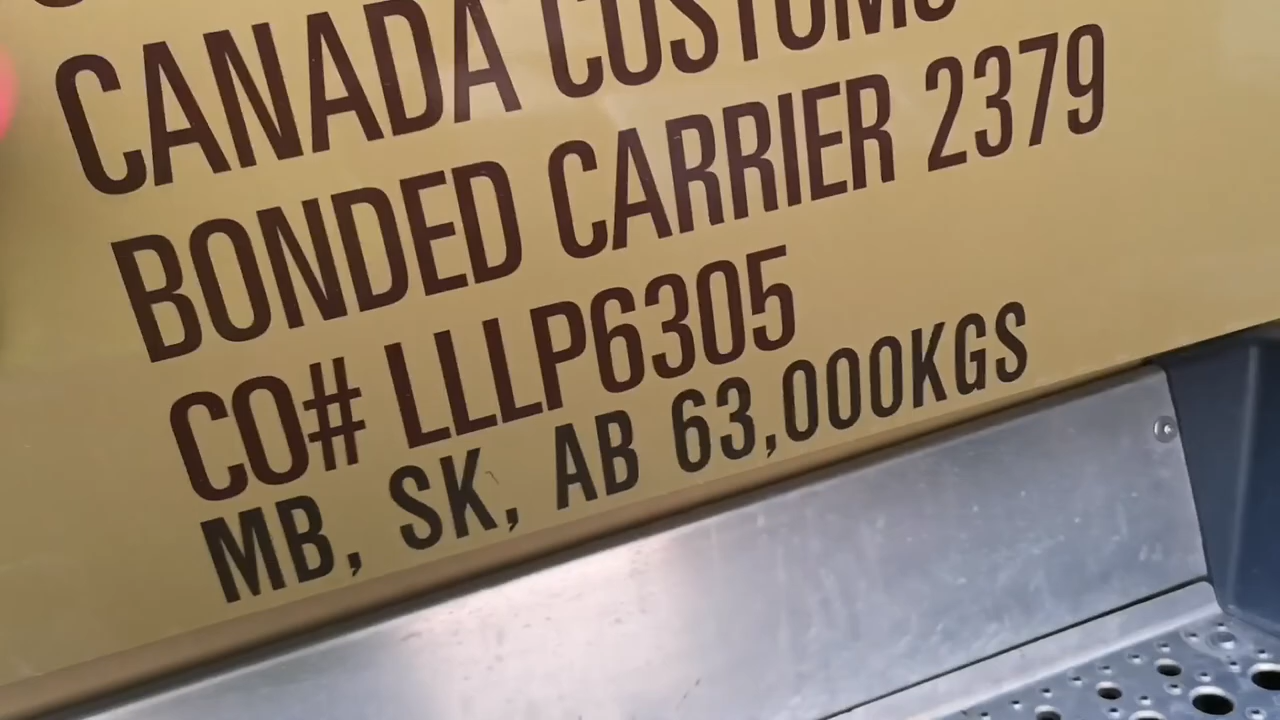 CANADA CUSTOMS
BONDED CARRIER 2379
CO# LLLP6305
MB, SK, AB 63,000KGS